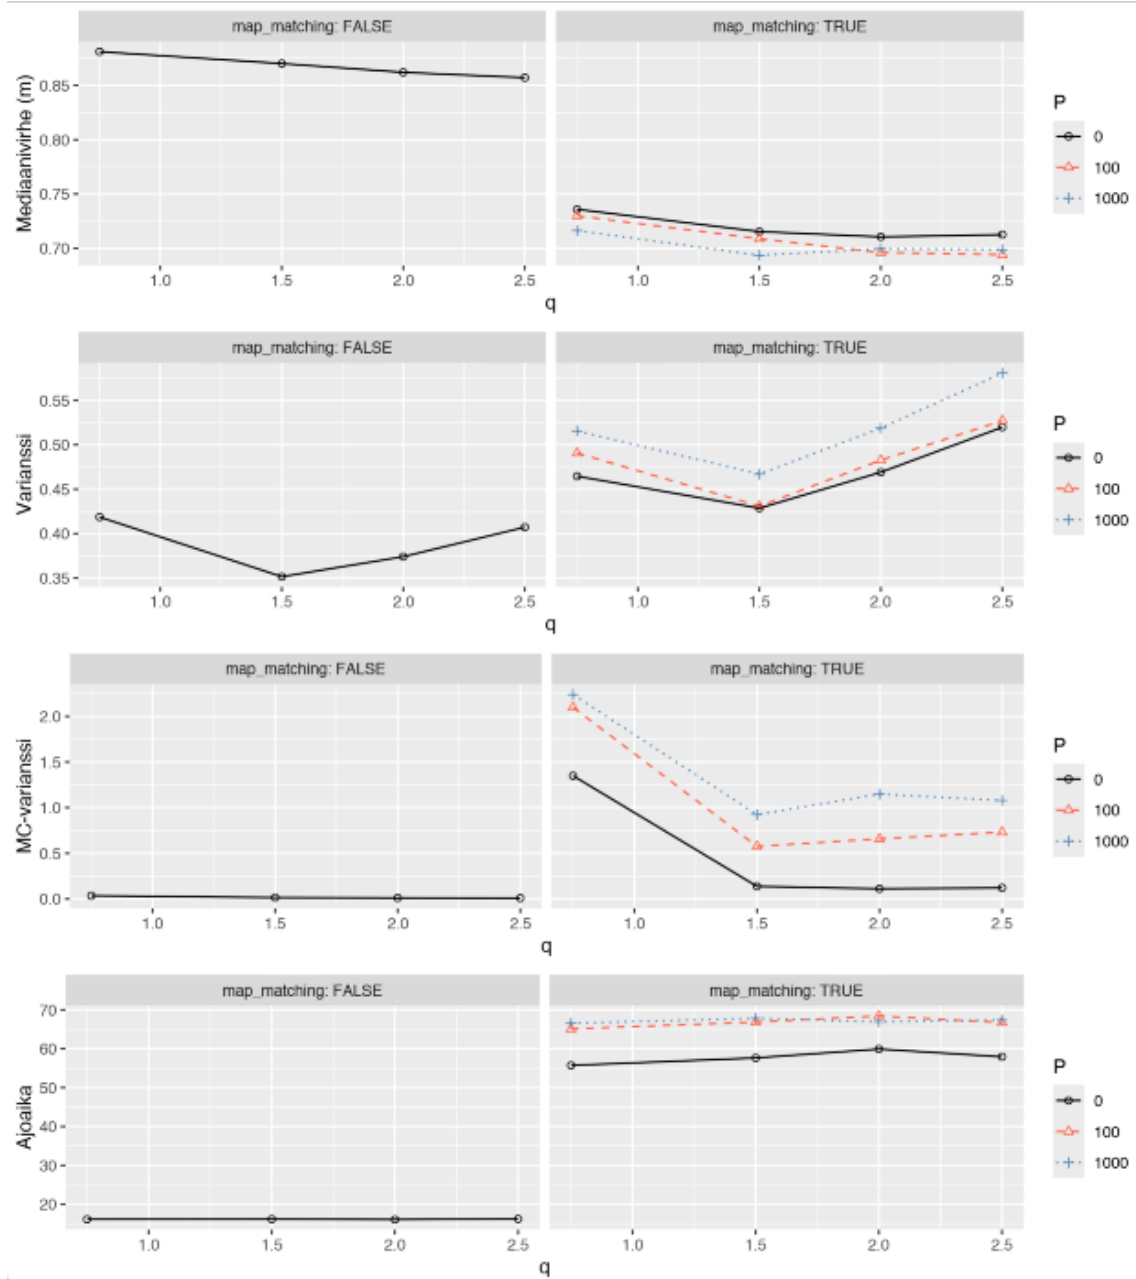 map_matching: FALSE
map_matching: TRUE
Mediaanivirhe (m)
0.85
0.80
0.75
0.70
1.0 1.5 2.0 2.5
1.0 1.5 2.0 2.5
q
P
0
100
1000
map_matching: FALSE
map_matching: TRUE
Varianssi
0.55
0.50
0.45
0.40
0.35
1.0 1.5 2.0 2.5
1.0 1.5 2.0 2.5
q
P
0
100
1000
map_matching: FALSE
map_matching: TRUE
MC-varianssi
2.0
1.5
1.0
0.5
0.0
1.0 1.5 2.0 2.5
1.0 1.5 2.0 2.5
q
P
0
100
1000
map_matching: FALSE
map_matching: TRUE
Ajoaika
70
60
50
40
30
20
1.0 1.5 2.0 2.5
1.0 1.5 2.0 2.5
q
P
0
100
1000